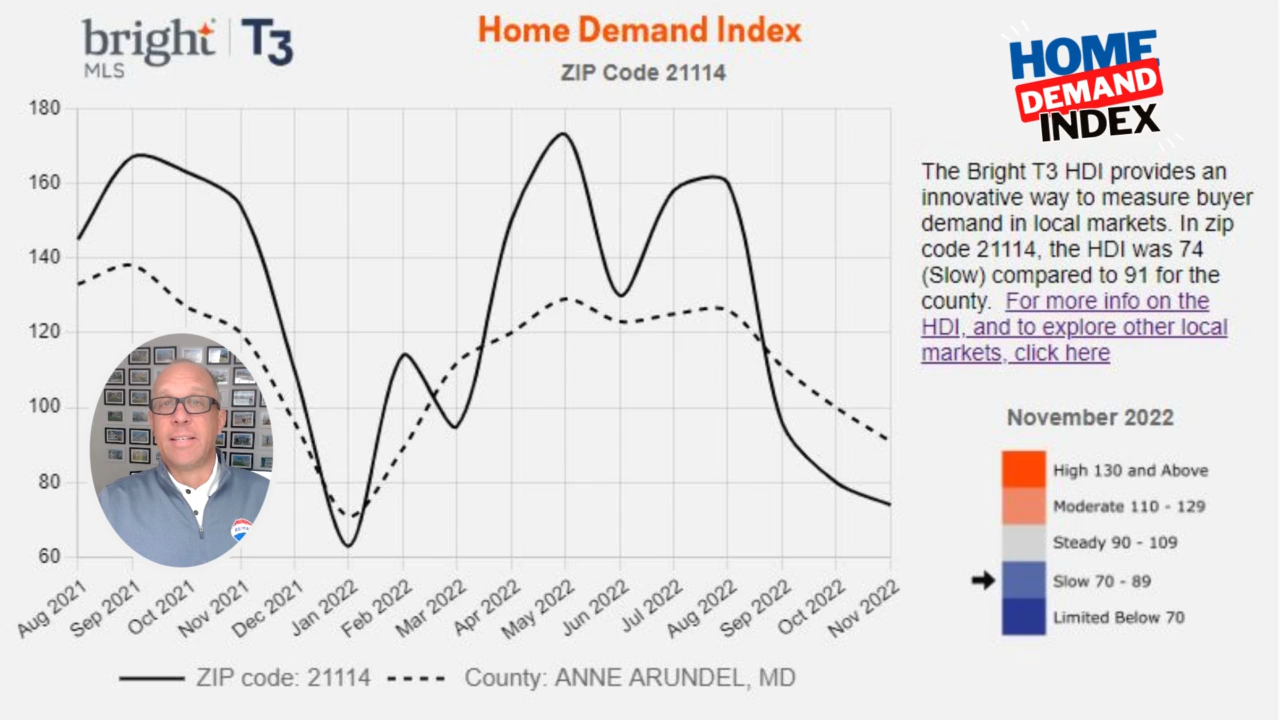 bright | T3
MLS
Home Demand Index
ZIP Code 21114
HOME
DEMAND
INDEX
180
160
140
120
100
80
60
Aug 2021
Sep 2021
Oct 2021
Nov 2021
Dec 2021
Jan 2022
Feb 2022
Mar 2022
Apr 2022
May 2022
Jun 2022
Jul 2022
Aug 2022
Sep 2022
Oct 2022
Nov 2022
ZIP code: 21114
County: ANNE ARUNDEL, MD
The Bright T3 HDI provides an
innovative way to measure buyer
demand in local markets. In zip
code 21114, the HDI was 74
(Slow) compared to 91 for the
county. For more info on the
HDI, and to explore other local
markets, click here
November 2022
High 130 and Above
Moderate 110 - 129
Steady 90 - 109
Slow 70 - 89
Limited Below 70